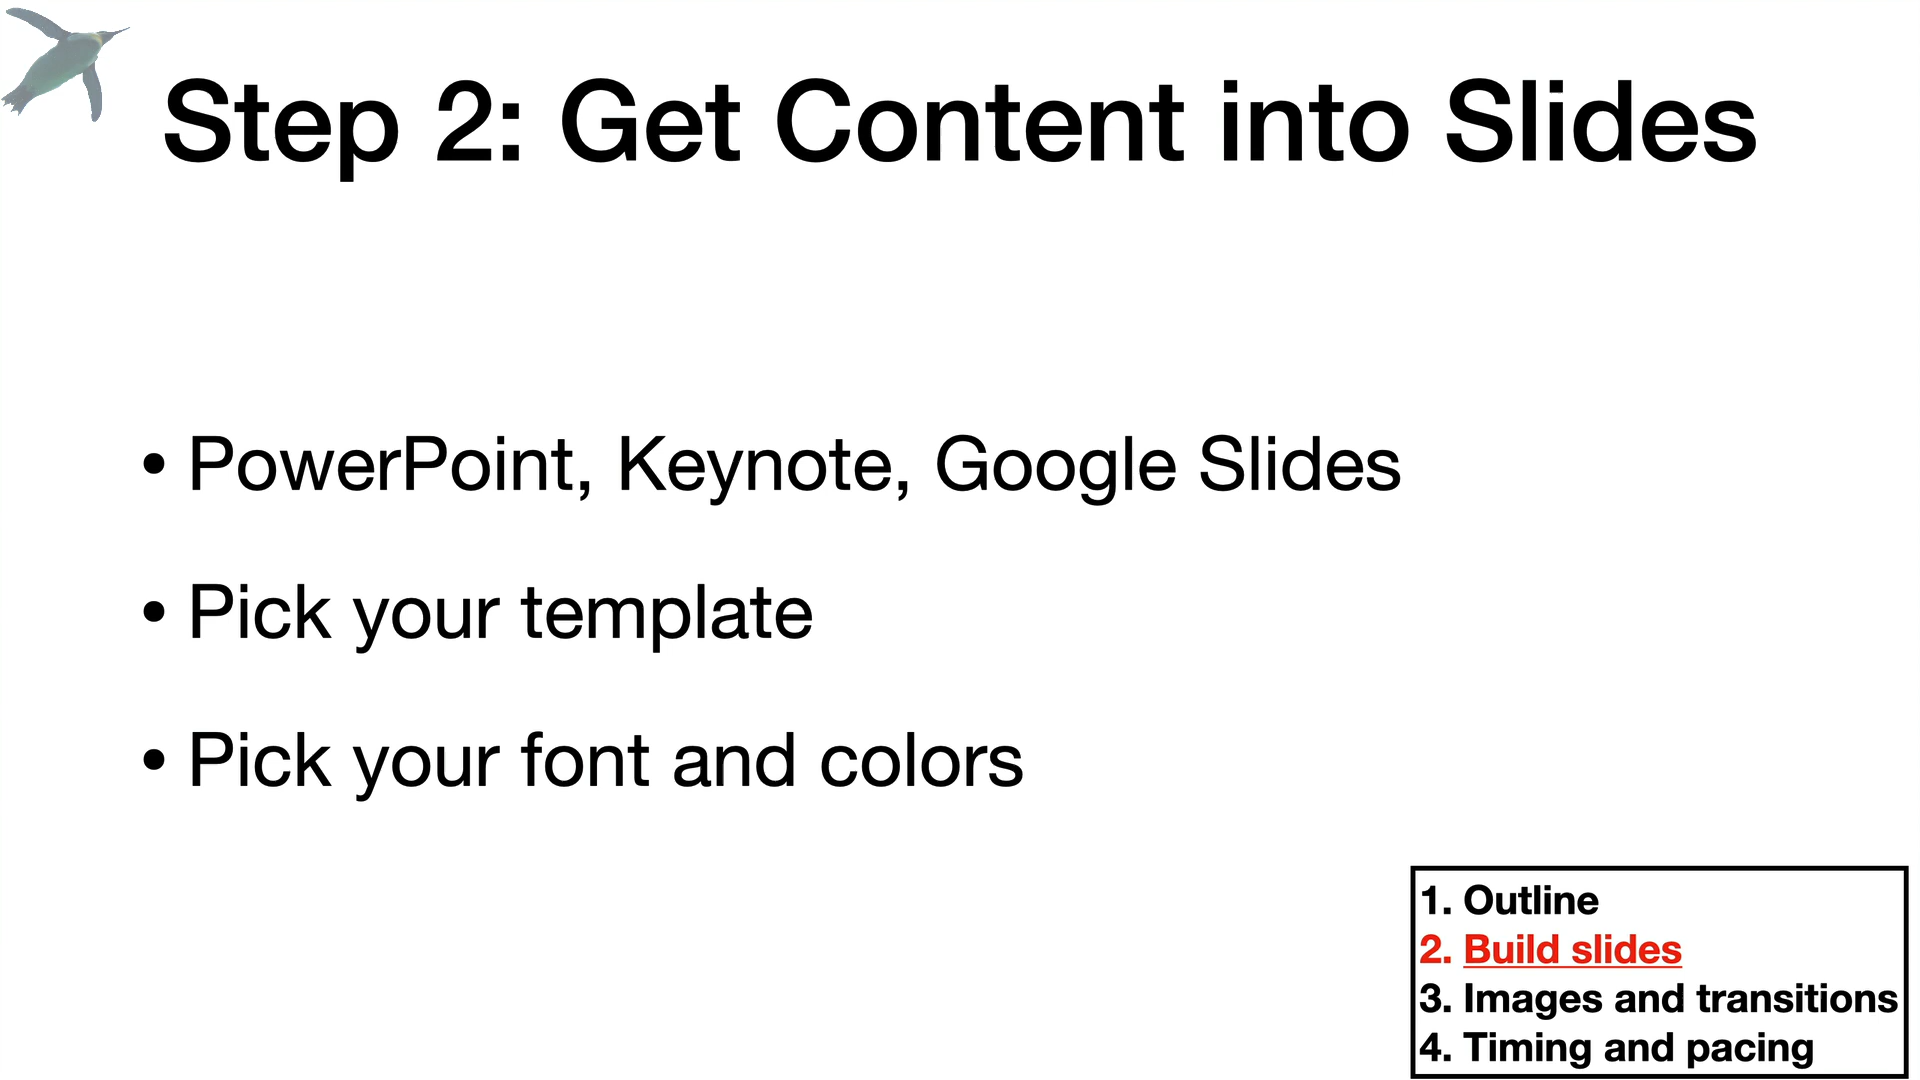 Step 2: Get Content into Slides
• PowerPoint, Keynote, Google Slides
• Pick your template
• Pick your font and colors
1. Outline
2. Build slides
3. Images and transitions
4. Timing and pacing